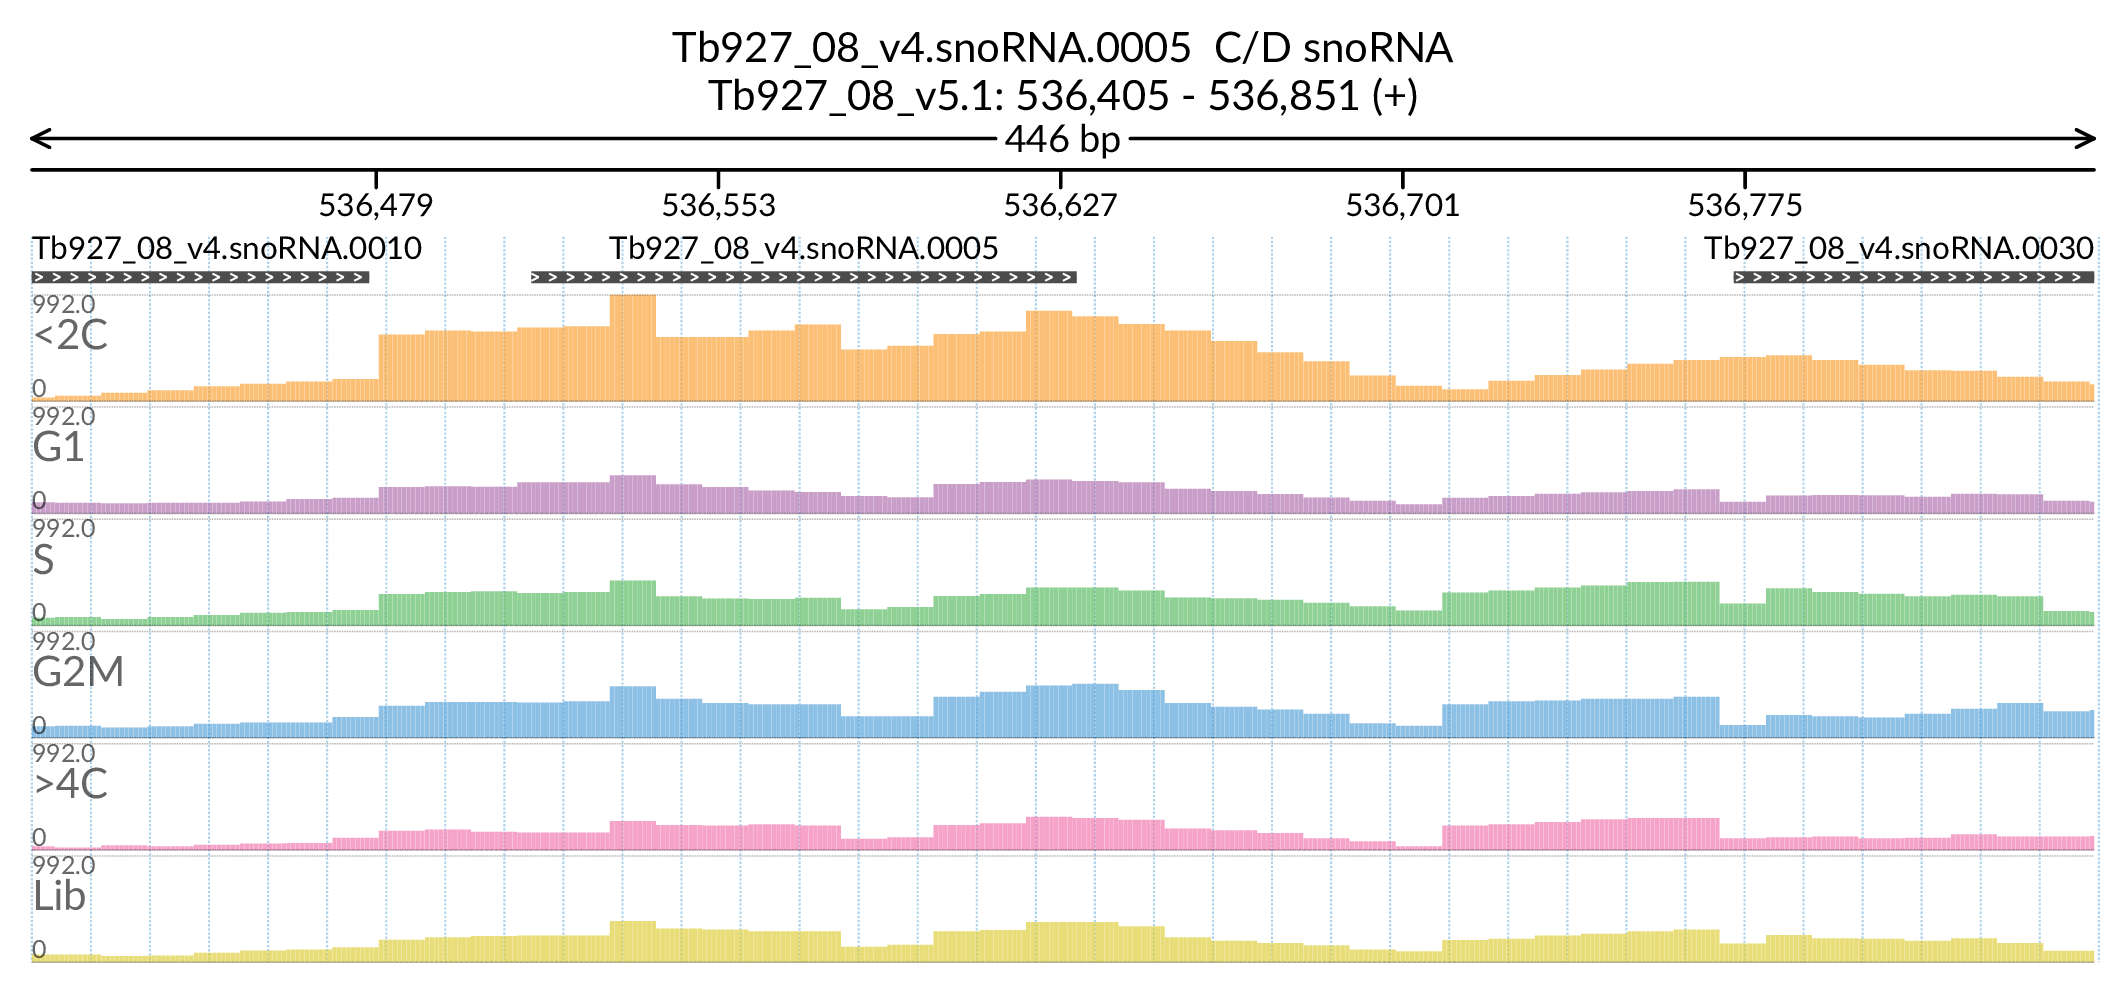 Tb927_08_v4.snoRNA.0005  C/D snoRNA
Tb927_08_v5.1: 536,405 - 536,851 (+)
446 bp
536,479 536,553 536,627 536,701 536,775
Tb927_08_v4.snoRNA.0010 Tb927_08_v4.snoRNA.0005 Tb927_08_v4.snoRNA.0030
992.0
<2C
0
992.0
G1
0
992.0
S
0
992.0
G2M
0
992.0
>4C
0
992.0
Lib
0